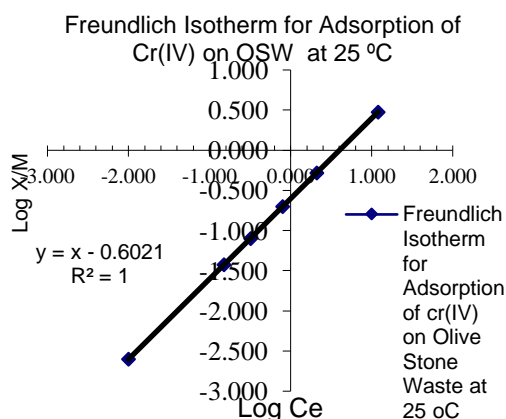 Freundlich Isotherm for Adsorption of
Cr(IV) on OSW at 25 ºC
1.000
0.500
0.000
-3.000 -2.000 -1.000 0.000 1.000 2.000
-0.500
-1.000
-1.500
-2.000
-2.500
-3.000
Log X/M
y = x - 0.6021
R² = 1
Log Ce
Freundlich
Isotherm
for
Adsorption
of cr(IV)
on Olive
Stone
Waste at
25 oC